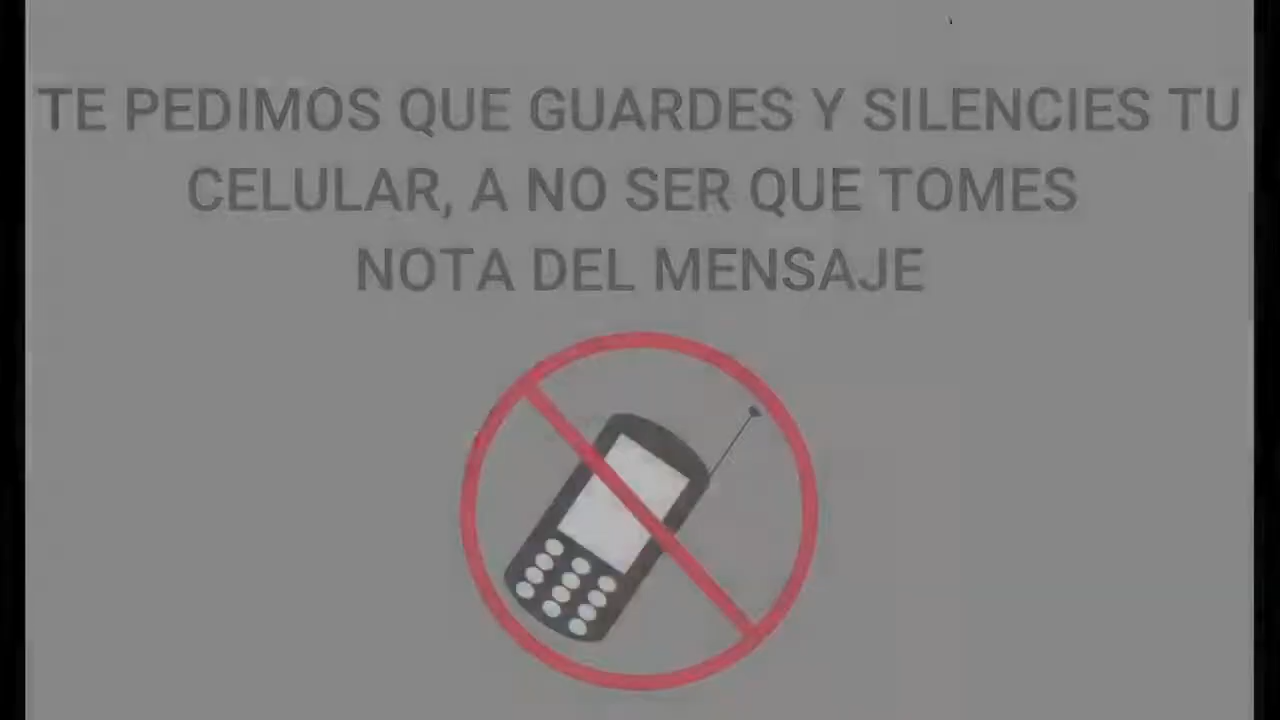 TE PEDIMOS QUE GUARDES Y SILENCIES TU
CELULAR, A NO SER QUE TOMES
NOTA DEL MENSAJE